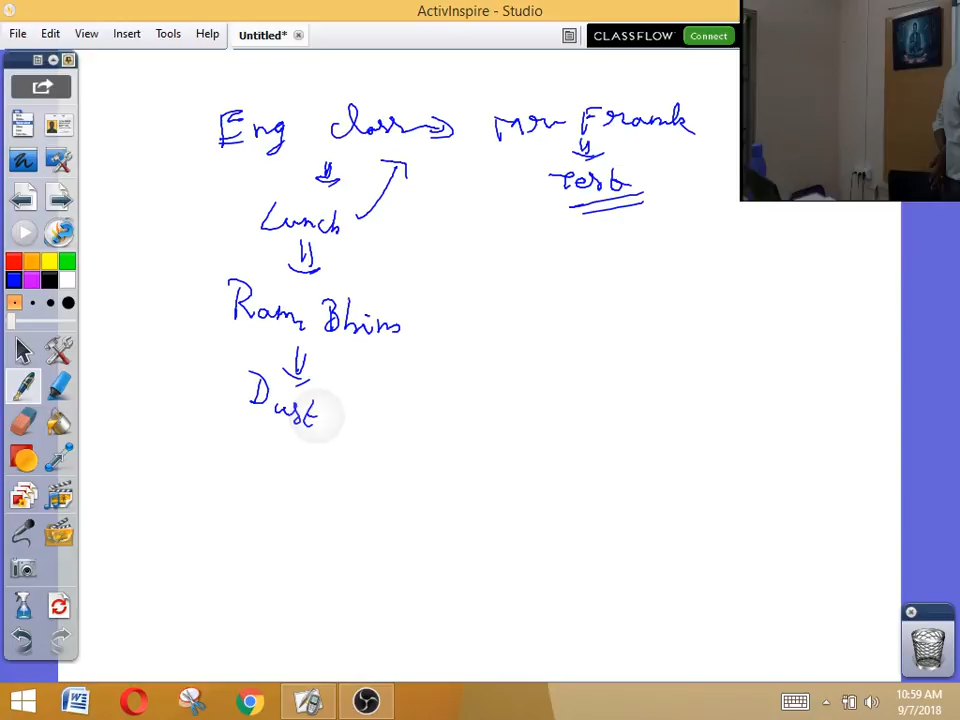 ActivInspire - Studio
File Edit View Insert Tools Help Untitled* CLASSFLOW Connect
Eng class Mr Frank
Test
Lunch
Ram, Bhim
Dust
10:59 AM
9/7/2018